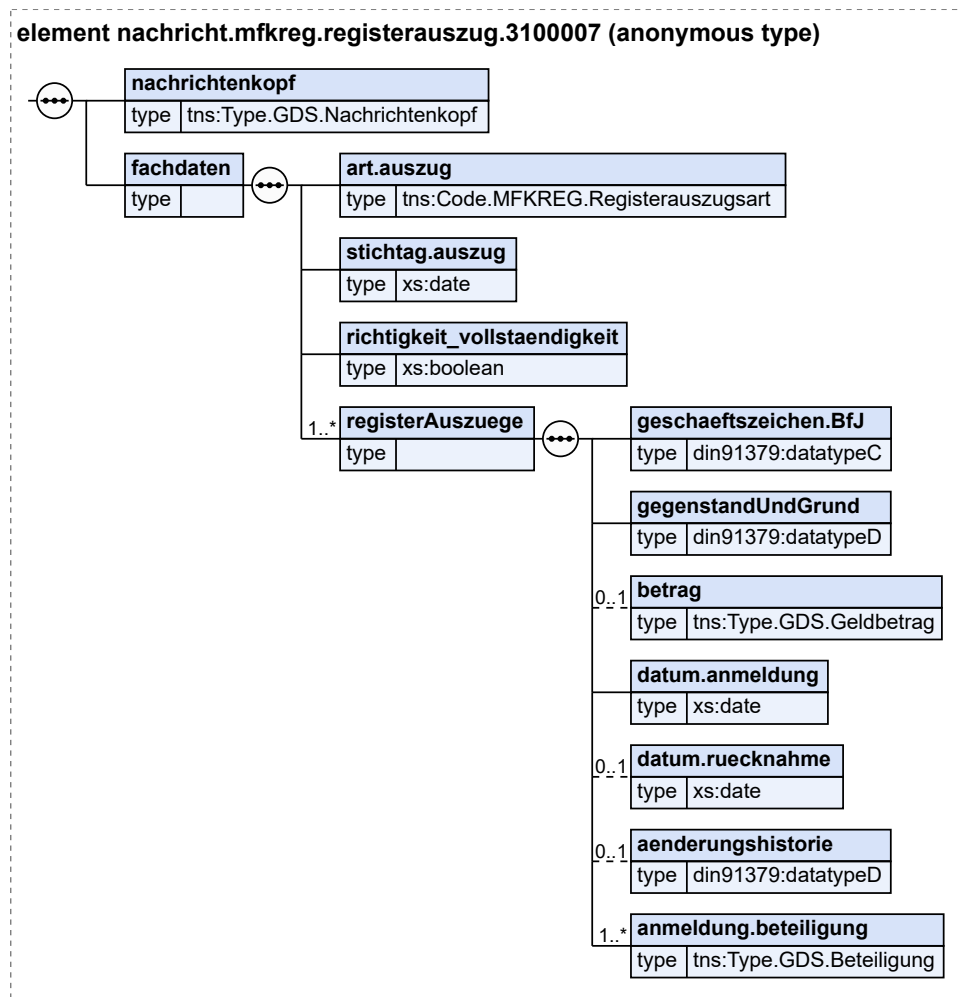 element nachricht.mfkreg.registerauszug.3100007 (anonymous type)
nachrichtenkopf
type tns:Type.GDS.Nachrichtenkopf
fachdaten
type
art.auszug
type tns:Code.MFKREG.Registerauszugsart
stichtag.auszug
type xs:date
richtigkeit_vollstaendigkeit
type xs:boolean
1..*
registerAuszuege
type
geschaeftszeichen.BfJ
type din91379:datatypeC
gegenstandUndGrund
type din91379:datatypeD
0..1
betrag
type tns:Type.GDS.Geldbetrag
datum.anmeldung
type xs:date
0..1
datum.ruecknahme
type xs:date
0..1
aenderungshistorie
type din91379:datatypeD
1..*
anmeldung.beteiligung
type tns:Type.GDS.Beteiligung